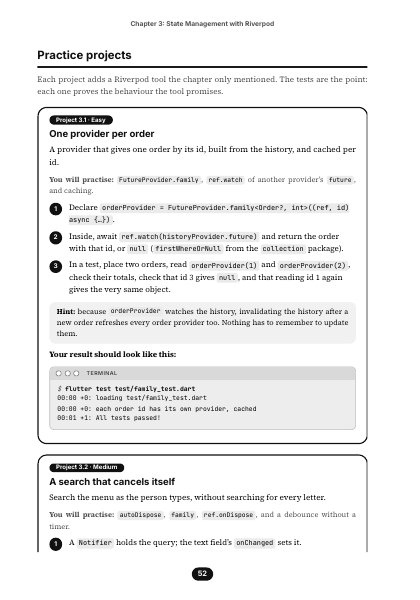 Chapter 3: State Management with Riverpod
Practice projects
Each project adds a Riverpod tool the chapter only mentioned. The tests are the point:
each one proves the behaviour the tool promises.
Project 3.1 · Easy
One provider per order
A provider that gives one order by its id, built from the history, and cached per
id.
You will practise: FutureProvider.family, ref.watch of another provider's future,
and caching.
1 Declare orderProvider = FutureProvider.family<Order?, int>((ref, id)
async {…}).
2 Inside, await ref.watch(historyProvider.future) and return the order
with that id, or null (firstWhereOrNull from the collection package).
3 In a test, place two orders, read orderProvider(1) and orderProvider(2),
check their totals, check that id 3 gives null, and that reading id 1 again
gives the very same object.
Hint: because orderProvider watches the history, invalidating the history after a
new order refreshes every order provider too. Nothing has to remember to update
them.
Your result should look like this:
TERMINAL
$ flutter test test/family_test.dart
00:00 +0: loading test/family_test.dart
00:00 +0: each order id has its own provider, cached
00:01 +1: All tests passed!
Project 3.2 · Medium
A search that cancels itself
Search the menu as the person types, without searching for every letter.
You will practise: autoDispose, family, ref.onDispose, and a debounce without a
timer.
1 A Notifier holds the query; the text field's onChanged sets it.
52